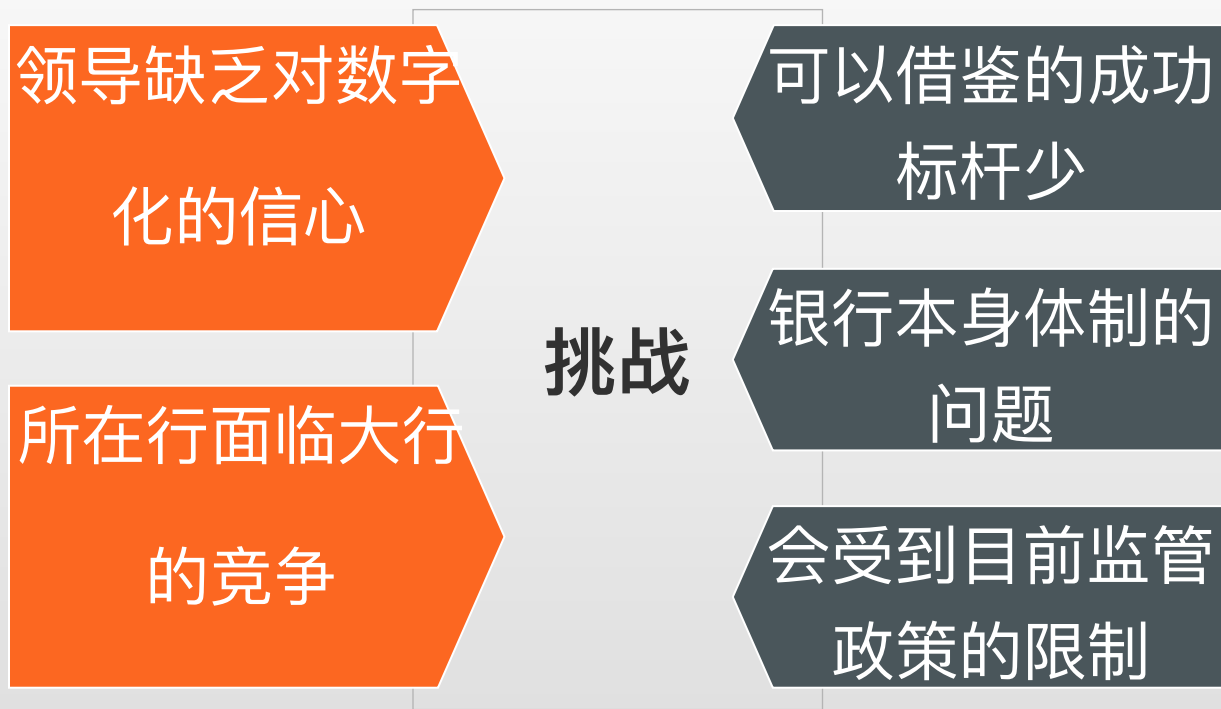 领导缺乏对数字
化的信心
所在行面临大行
的竞争
挑战
可以借鉴的成功
标杆少
银行本身体制的
问题
会受到目前监管
政策的限制